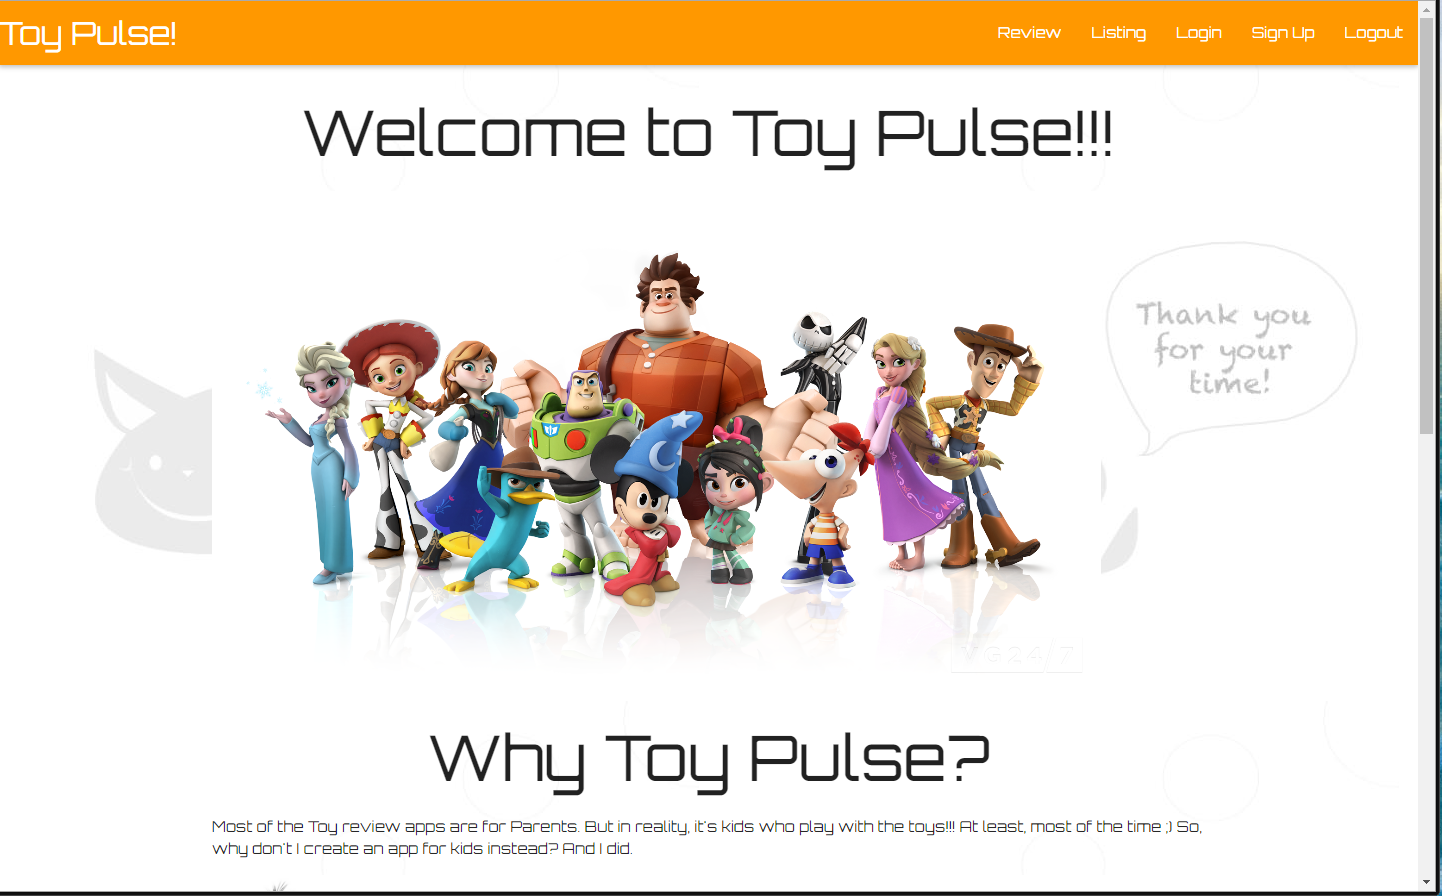 Toy Pulse!
Review Listing Login Sign Up Logout
Welcome to Toy Pulse!!!
Thank you
for your
time!
VG24/7
Why Toy Pulse?
Most of the Toy review apps are for Parents. But in reality, it's kids who play with the toys!!! At least, most of the time ;) So,
why don't I create an app for kids instead? And I did.